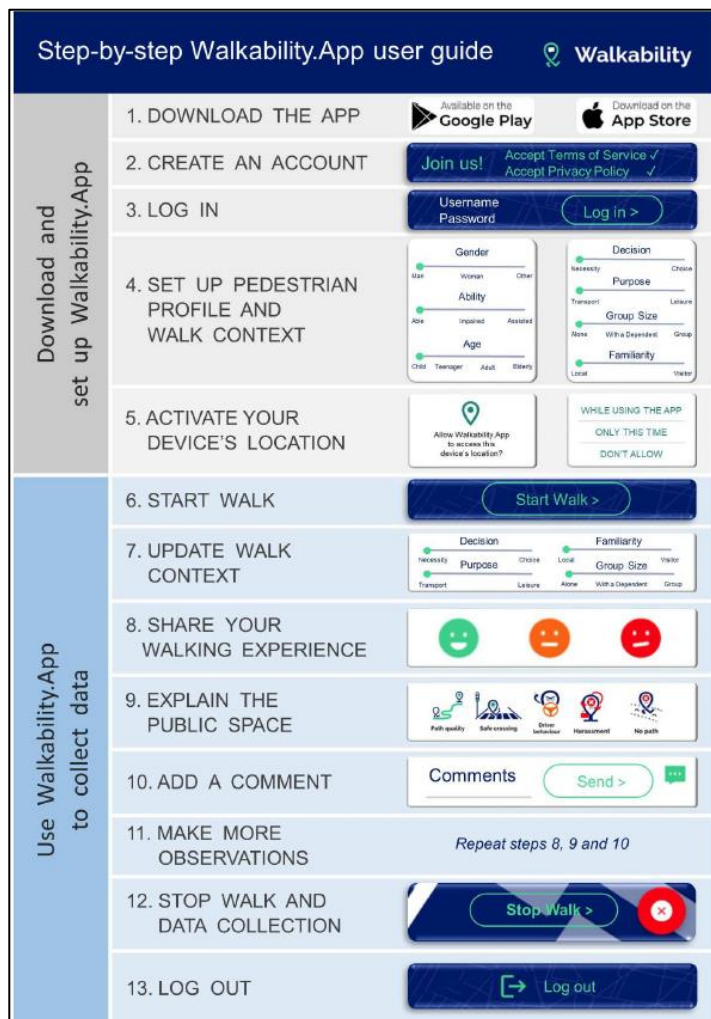 Step-by-step Walkability.App user guide
Walkability
Download and
set up Walkability.App
1. DOWNLOAD THE APP
Available on the
Google Play
Download on the
App Store
2. CREATE AN ACCOUNT
Join us!
Accept Terms of Service ✓
Accept Privacy Policy ✓
3. LOG IN
Username
Password
Log in >
4. SET UP PEDESTRIAN
PROFILE AND
WALK CONTEXT
Gender
Man Woman Other
Ability
Able Impaired Assisted
Age
Child Teenager Adult Elderly
Decision
Necessity Choice
Purpose
Transport Leisure
Group Size
Alone With a Dependent Group
Familiarity
Local Visitor
5. ACTIVATE YOUR
DEVICE'S LOCATION
Allow Walkability.App
to access this
device's location?
WHILE USING THE APP
ONLY THIS TIME
DON'T ALLOW
Use Walkability.App
to collect data
6. START WALK
Start Walk >
7. UPDATE WALK
CONTEXT
Decision
Necessity Choice
Purpose
Transport Leisure
Familiarity
Local Visitor
Group Size
Alone With a Dependent Group
8. SHARE YOUR
WALKING EXPERIENCE
9. EXPLAIN THE
PUBLIC SPACE
Path quality
Safe crossing
Driver
behaviour
Harassment
No path
10. ADD A COMMENT
Comments
Send >
11. MAKE MORE
OBSERVATIONS
Repeat steps 8, 9 and 10
12. STOP WALK AND
DATA COLLECTION
Stop Walk >
13. LOG OUT
Log out